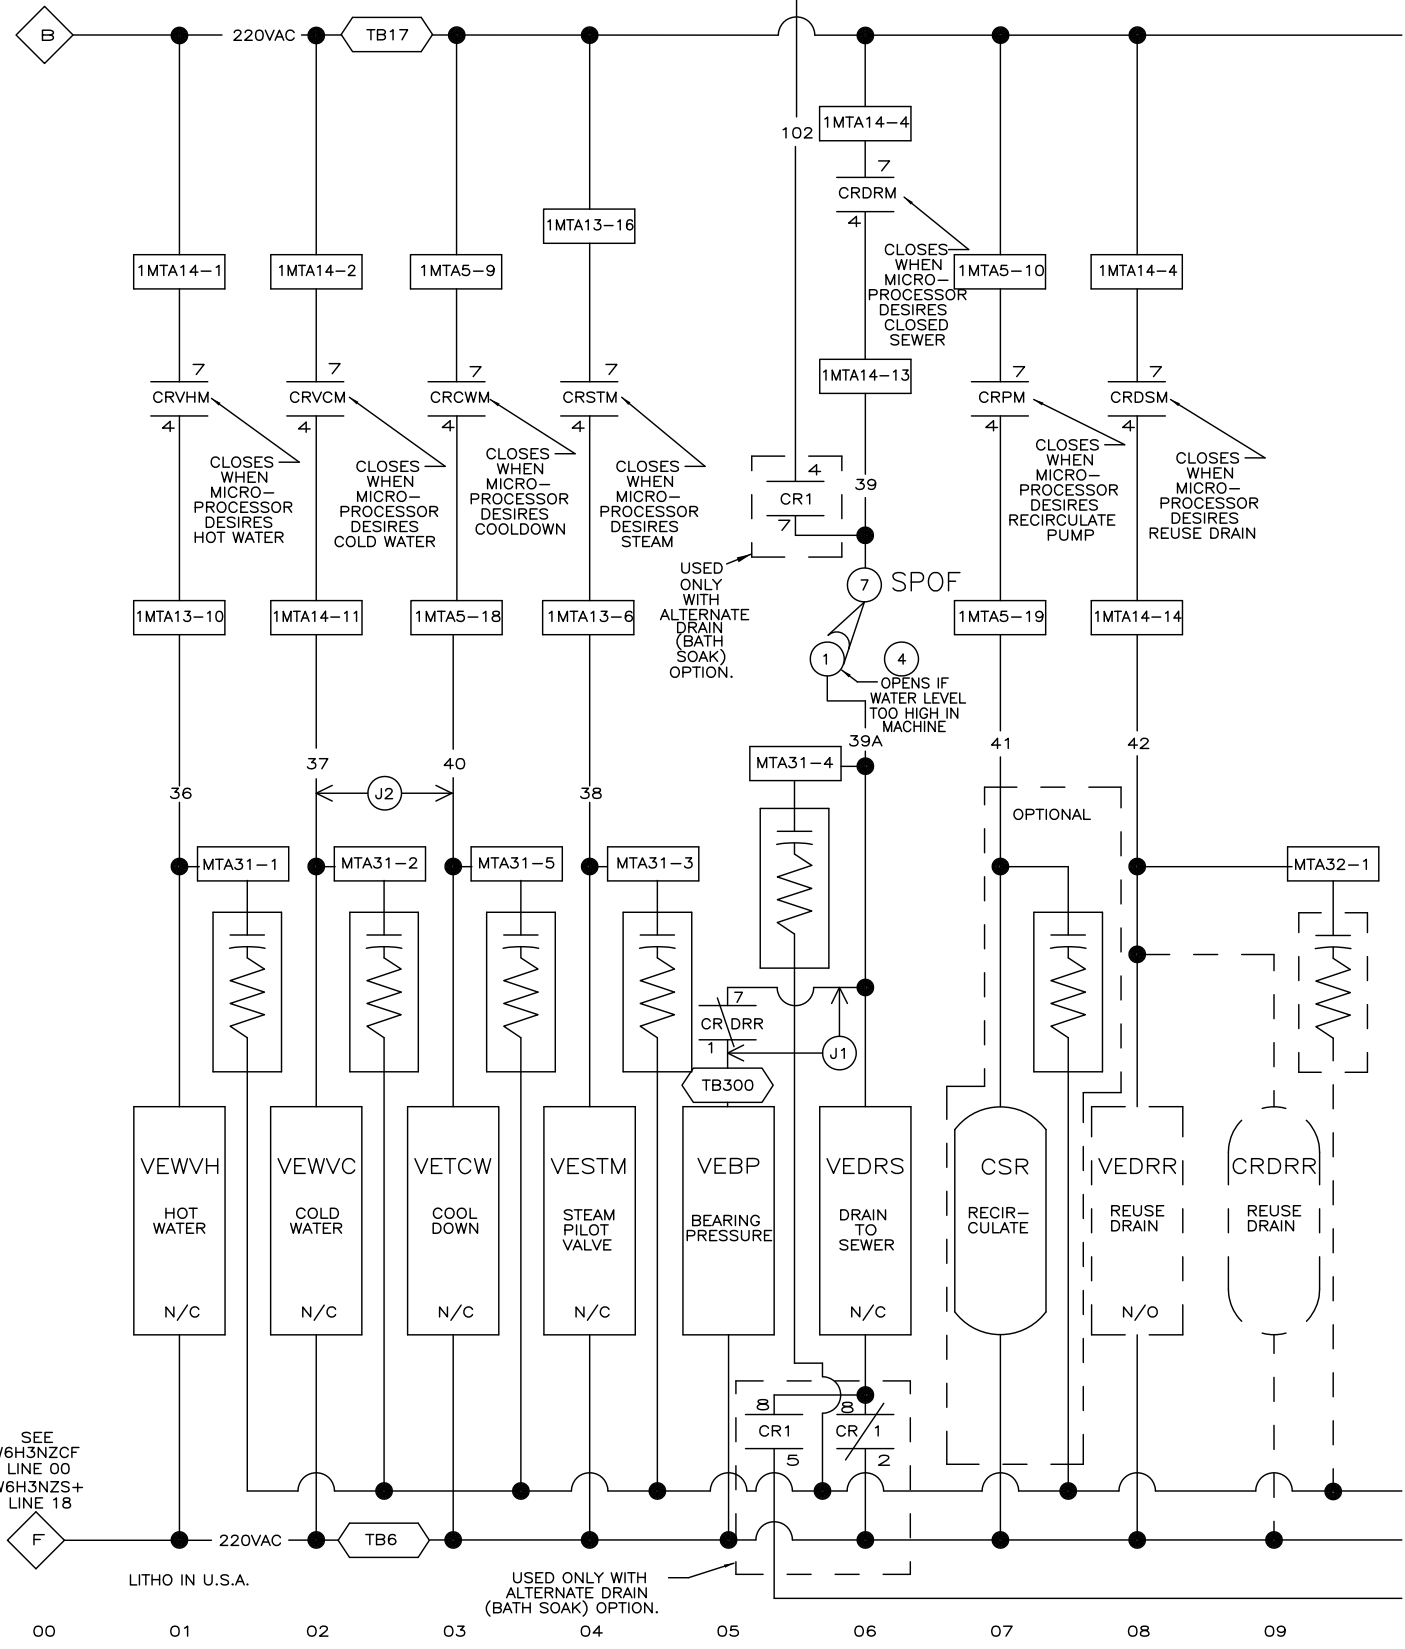 B
220VAC
TB17
102
1MTA14-4
7
CRDRM
4
CLOSES
WHEN
MICRO-
PROCESSOR
DESIRES
CLOSED
SEWER
1MTA13-16
1MTA14-1
1MTA14-2
1MTA5-9
1MTA5-10
1MTA14-4
1MTA14-13
7
CRVHM
4
7
CRVCM
4
7
CRCWM
4
7
CRSTM
4
7
CRPM
4
7
CRDSM
4
CLOSES
WHEN
MICRO-
PROCESSOR
DESIRES
HOT WATER
CLOSES
WHEN
MICRO-
PROCESSOR
DESIRES
COLD WATER
CLOSES
WHEN
MICRO-
PROCESSOR
DESIRES
COOLDOWN
CLOSES
WHEN
MICRO-
PROCESSOR
DESIRES
STEAM
4
CR1
7
39
CLOSES
WHEN
MICRO-
PROCESSOR
DESIRES
RECIRCULATE
PUMP
CLOSES
WHEN
MICRO-
PROCESSOR
DESIRES
REUSE DRAIN
USED
ONLY
WITH
ALTERNATE
DRAIN
(BATH
SOAK)
OPTION.
7
SPOF
1
4
OPENS IF
WATER LEVEL
TOO HIGH IN
MACHINE
1MTA13-10
1MTA14-11
1MTA5-18
1MTA13-6
1MTA5-19
1MTA14-14
39A
41
42
36
37
40
38
J2
MTA31-4
OPTIONAL
MTA31-1
MTA31-2
MTA31-5
MTA31-3
MTA32-1
7
CR DRR
1
J1
TB300
VEWVH
HOT
WATER
N/C
VEWVC
COLD
WATER
N/C
VETCW
COOL
DOWN
N/C
VESTM
STEAM
PILOT
VALVE
N/C
VEBP
BEARING
PRESSURE
VEDRS
DRAIN
TO
SEWER
N/C
CSR
RECIR-
CULATE
VEDRR
REUSE
DRAIN
N/O
CRDRR
REUSE
DRAIN
8
CR1
5
8
CR 1
2
SEE
W6H3NZCF
LINE 00
W6H3NZS+
LINE 18
F
220VAC
TB6
LITHO IN U.S.A.
USED ONLY WITH
ALTERNATE DRAIN
(BATH SOAK) OPTION.
00 01 02 03 04 05 06 07 08 09